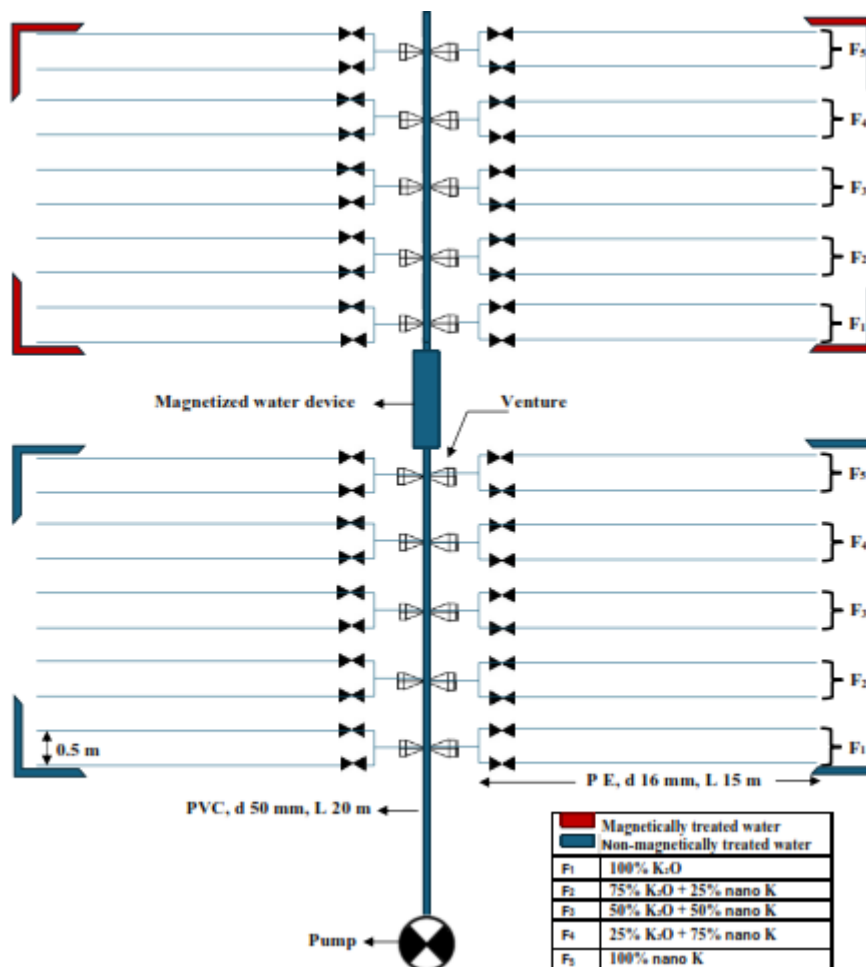 F5
F4
F3
F2
F1
Magnetized water device
Venture
F5
F4
F3
F2
F1
0.5 m
P E, d 16 mm, L 15 m
PVC, d 50 mm, L 20 m
Magnetically treated water
Non-magnetically treated water
F1 100% K₂O
F2 75% K₂O + 25% nano K
F3 50% K₂O + 50% nano K
F4 25% K₂O + 75% nano K
F5 100% nano K
Pump